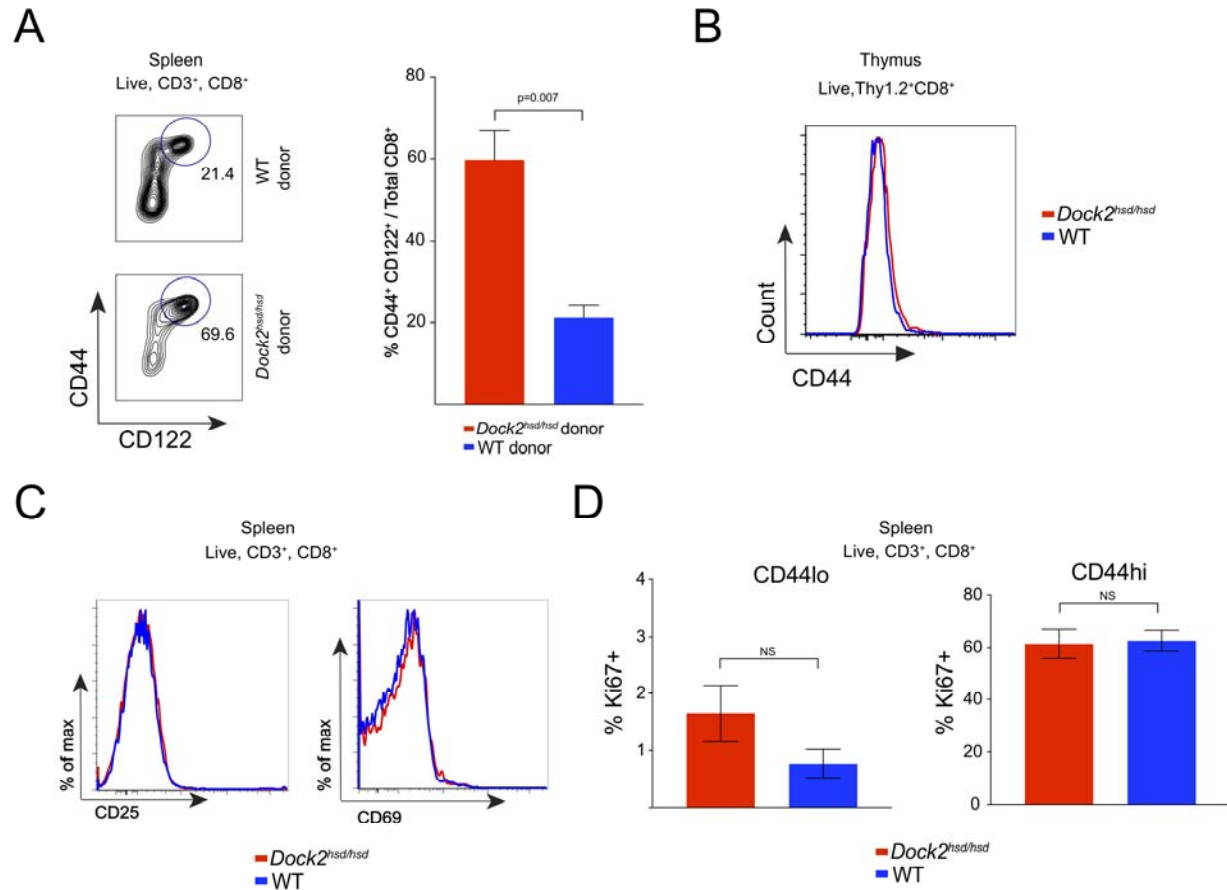 A
Spleen
Live, CD3⁺, CD8⁺
21.4
WT
donor
69.6
Dock2hsd/hsd
donor
CD44
CD122
% CD44⁺ CD122⁺ / Total CD8⁺
80
60
40
20
p=0.007
Dock2hsd/hsd donor
WT donor
B
Thymus
Live,Thy1.2⁺CD8⁺
Count
CD44
Dock2hsd/hsd
WT
C
Spleen
Live, CD3⁺, CD8⁺
% of max
CD25
% of max
CD69
Dock2hsd/hsd
WT
D
Spleen
Live, CD3⁺, CD8⁺
CD44lo
% Ki67+
4
3
2
1
NS
CD44hi
% Ki67+
80
60
40
20
0
NS
Dock2hsd/hsd
WT